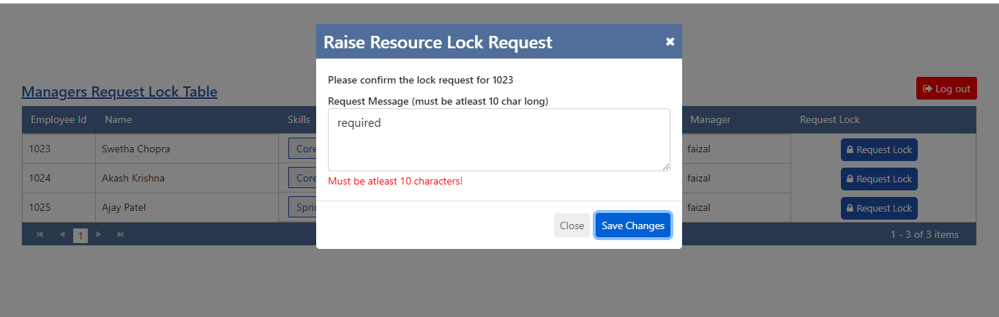 Raise Resource Lock Request
Please confirm the lock request for 1023
Request Message (must be atleast 10 char long)
required
Must be atleast 10 characters!
Close Save Changes
Managers Request Lock Table
Log out
Employee Id Name Skills Manager Request Lock
1023 Swetha Chopra Core faizal Request Lock
1024 Akash Krishna Core faizal Request Lock
1025 Ajay Patel faizal Request Lock
1 1 - 3 of 3 items